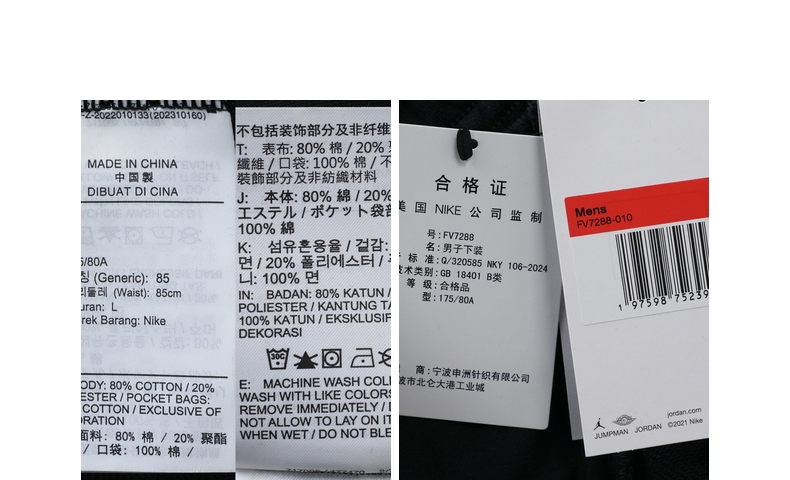 -Z-2022010133(202310160)
MADE IN CHINA
中国製
DIBUAT DI CINA
/80A
(Generic): 85
리둘레 (Waist): 85cm
uran: L
rek Barang: Nike
ODY: 80% COTTON / 20%
ESTER / POCKET BAGS:
COTTON / EXCLUSIVE OF
ORATION
面料: 80% 棉 / 20% 聚酯
/ 口袋: 100% 棉 /
不包括装饰部分及非纤维
T: 表布: 80% 棉 / 20%
纖維 / 口袋: 100% 棉 / 不
裝飾部分及非紡織材料
J: 本体: 80% 綿 / 20%
エステル / ポケット袋部
100% 綿
K: 섬유혼용율 / 겉감:
면 / 20% 폴리에스터 /
니: 100% 면
IN: BADAN: 80% KATUN /
POLIESTER / KANTUNG TA
100% KATUN / EKSKLUSIF
DEKORASI
30C
E: MACHINE WASH COL
WASH WITH LIKE COLORS
REMOVE IMMEDIATELY / D
NOT ALLOW TO LAY ON IT
WHEN WET / DO NOT BLE
合格证
美国 NIKE 公司监制
号: FV7288
名: 男子下装
标准: Q/320585 NKY 106-2024
技术类别: GB 18401 B类
等级: 合格品
型: 175/80A
商: 宁波申洲针织有限公司
波市北仑大港工业城
Mens
FV7288-010
1 97598 75239
JUMPMAN JORDAN
jordan.com
©2021 Nike